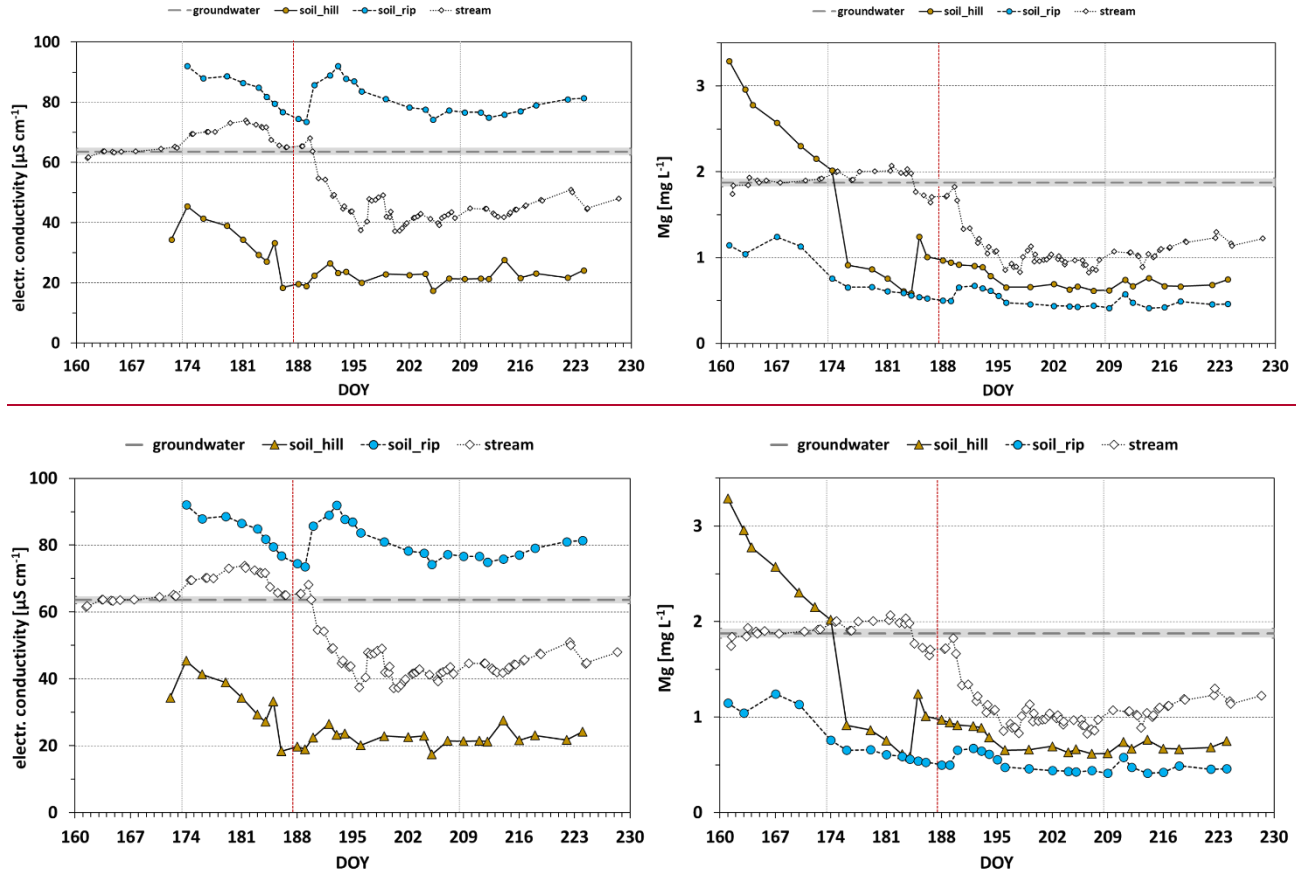 groundwater soil_hill soil_rip stream
electr. conductivity [µS cm⁻¹]
100
80
60
40
20
0
160 167 174 181 188 195 202 209 216 223 230
DOY
groundwater soil_hill soil_rip stream
Mg [mg L⁻¹]
3
2
1
0
160 167 174 181 188 195 202 209 216 223 230
DOY
groundwater soil_hill soil_rip stream
electr. conductivity [µS cm⁻¹]
100
80
60
40
20
0
160 167 174 181 188 195 202 209 216 223 230
DOY
groundwater soil_hill soil_rip stream
Mg [mg L⁻¹]
3
2
1
0
160 167 174 181 188 195 202 209 216 223 230
DOY